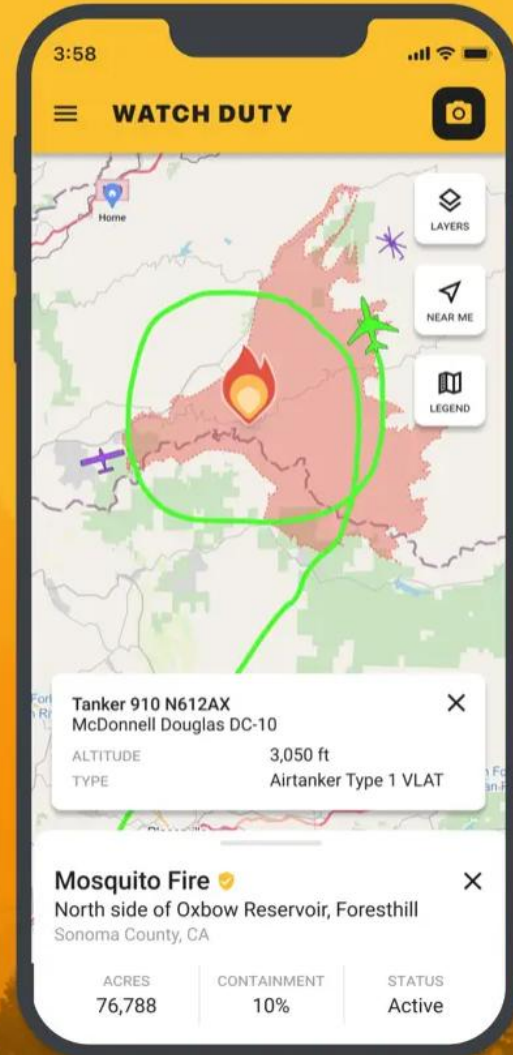 3:58
WATCH DUTY
Home
LAYERS
NEAR ME
LEGEND
Tanker 910 N612AX
McDonnell Douglas DC-10
ALTITUDE 3,050 ft
TYPE Airtanker Type 1 VLAT
Mosquito Fire
North side of Oxbow Reservoir, Foresthill
Sonoma County, CA
ACRES CONTAINMENT STATUS
76,788 10% Active